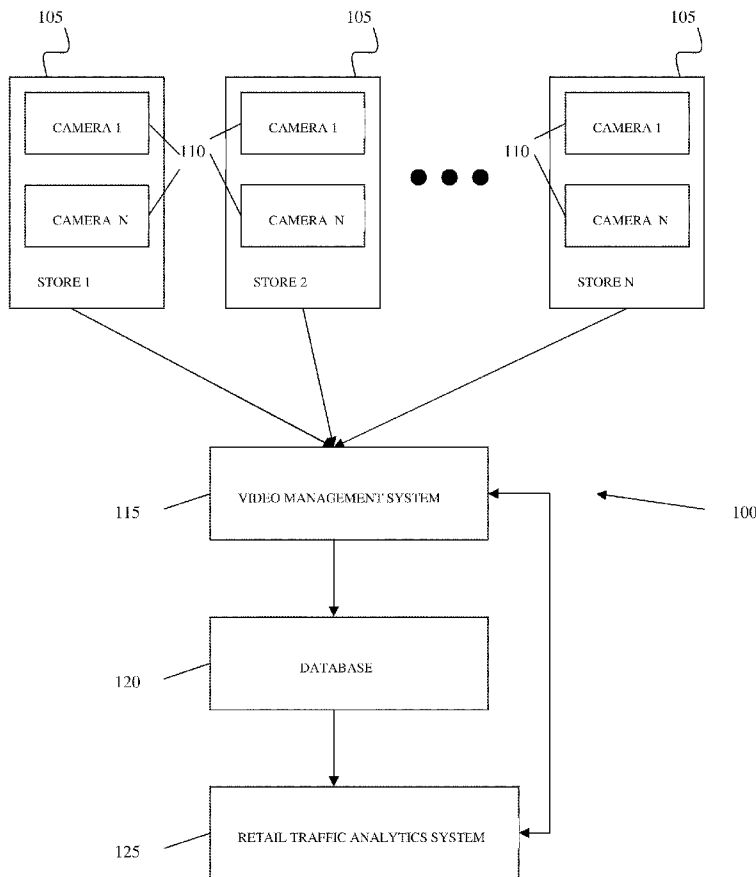 105
105
105
CAMERA 1
CAMERA 1
CAMERA 1
110
110
CAMERA N
CAMERA N
CAMERA N
STORE 1
STORE 2
STORE N
VIDEO MANAGEMENT SYSTEM
115
100
DATABASE
120
RETAIL TRAFFIC ANALYTICS SYSTEM
125